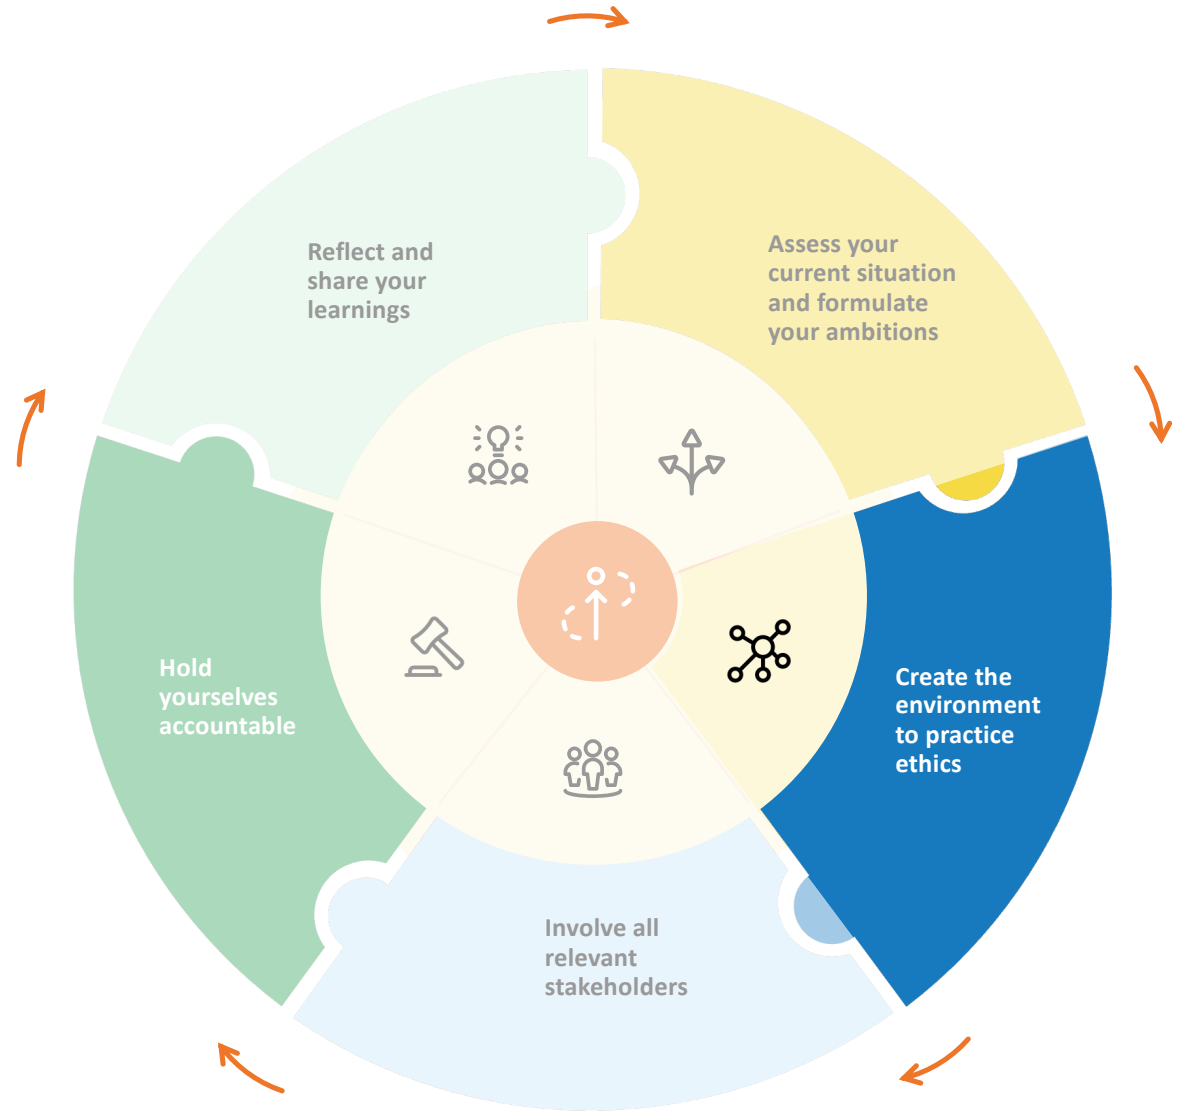 Assess your
current situation
and formulate
your ambitions
Create the
environment
to practice
ethics
Involve all
relevant
stakeholders
Hold
yourselves
accountable
Reflect and
share your
learnings